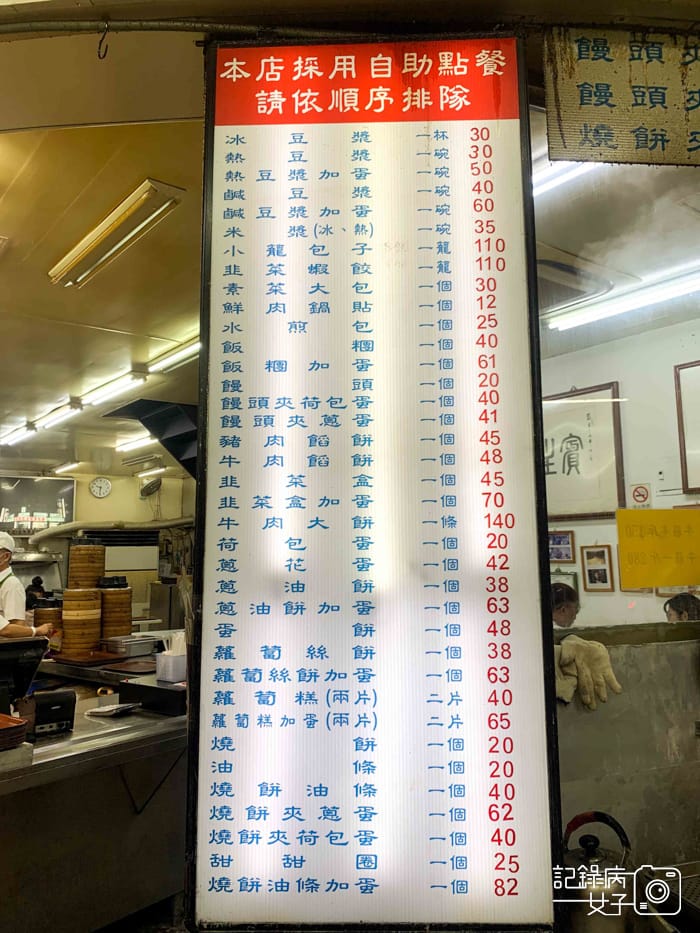 本店採用自助點餐
請依順序排隊
冰豆漿 一杯 30
熱豆漿 一碗 30
熱豆漿加蛋 一碗 50
鹹豆漿 一碗 40
鹹豆漿加蛋 一碗 60
米漿(冰、熱) 一碗 35
小籠包子 一籠 110
韭菜蝦餃 一籠 110
素菜大包 一個 30
鮮肉鍋貼 一個 12
水煎包 一個 25
飯糰 一個 40
飯糰加蛋 一個 61
饅頭 一個 20
饅頭夾荷包蛋 一個 40
饅頭夾蔥蛋 一個 41
豬肉餡餅 一個 45
牛肉餡餅 一個 48
韭菜盒 一個 45
韭菜盒加蛋 一個 70
牛肉大餅 一條 140
荷包蛋 一個 20
蔥花蛋 一個 42
蔥油餅 一個 38
蔥油餅加蛋 一個 63
蛋餅 一個 48
蘿蔔絲餅 一個 38
蘿蔔絲餅加蛋 一個 63
蘿蔔糕(兩片) 二片 40
蘿蔔糕加蛋(兩片) 二片 65
燒餅 一個 20
油條 一個 20
燒餅油條 一個 40
燒餅夾蔥蛋 一個 62
燒餅夾荷包蛋 一個 40
甜甜圈 一個 25
燒餅油條加蛋 一個 82
饅頭夾
饅頭
燒餅夾
記錄病
女子